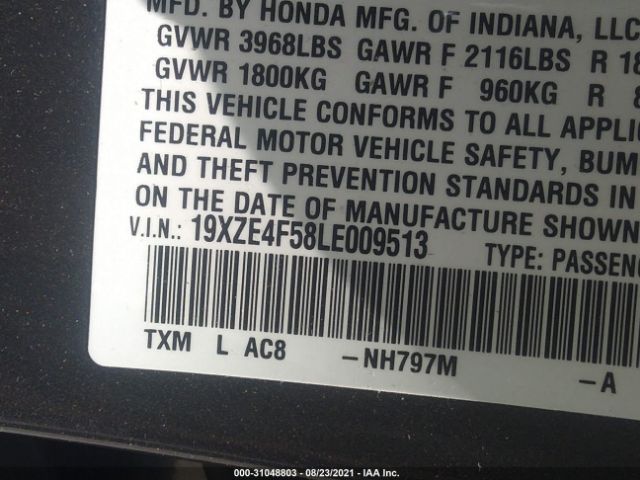 MFD. BY HONDA MFG. OF INDIANA, LLC
GVWR 3968LBS GAWR F 2116LBS R 18
GVWR 1800KG GAWR F 960KG R 8
THIS VEHICLE CONFORMS TO ALL APPLIC
FEDERAL MOTOR VEHICLE SAFETY, BUM
AND THEFT PREVENTION STANDARDS IN
ON THE DATE OF MANUFACTURE SHOWN
V.I.N.: 19XZE4F58LE009513 TYPE: PASSENG
TXM L AC8 -NH797M -A
000-31048803 - 08/23/2021 - IAA Inc.